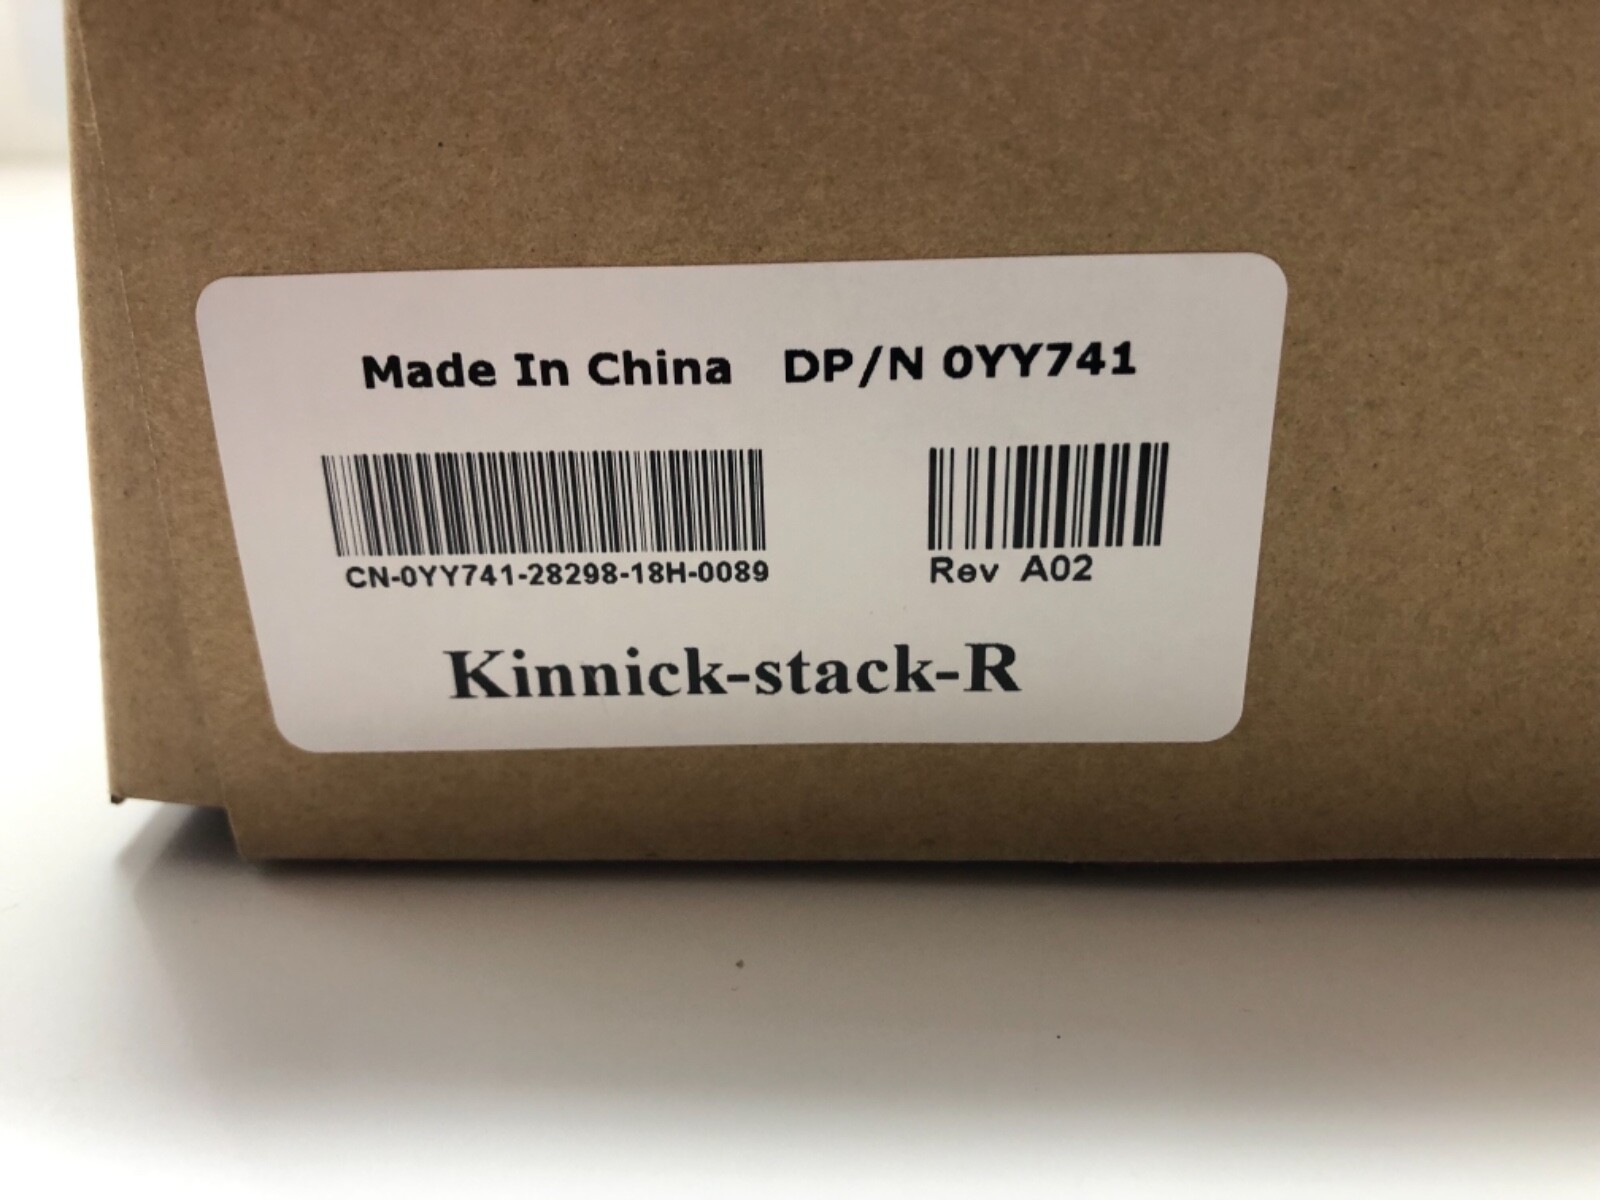 Made In China DP/N 0YY741
CN-0YY741-28298-18H-0089
Rev A02
Kinnick-stack-R